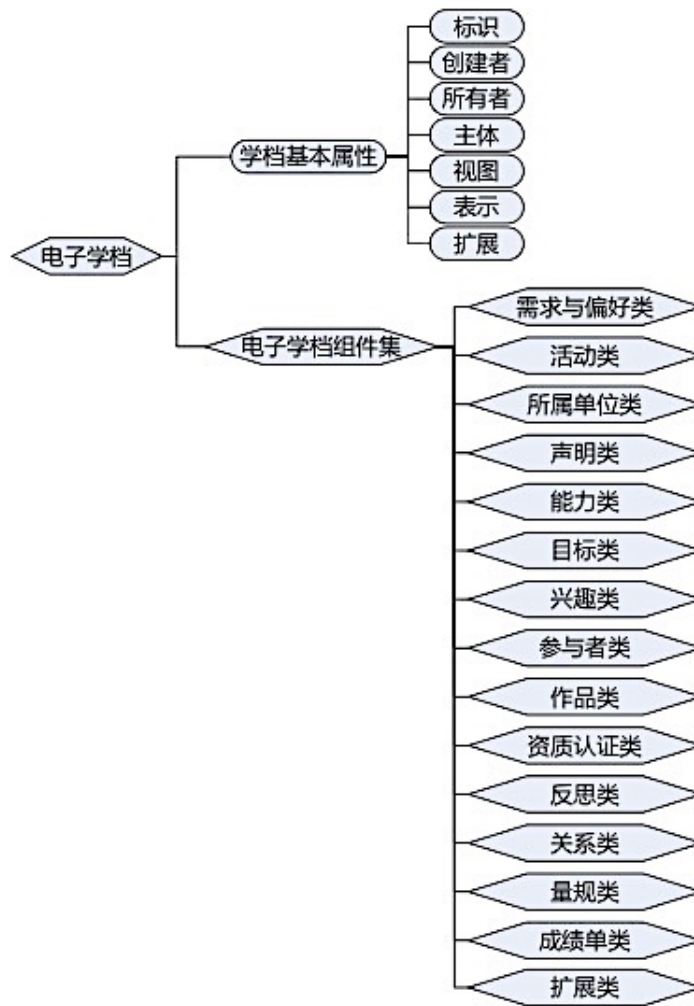 标识
创建者
所有者
主体
学档基本属性
视图
表示
扩展
电子学档
需求与偏好类
电子学档组件集
活动类
所属单位类
声明类
能力类
目标类
兴趣类
参与者类
作品类
资质认证类
反思类
关系类
量规类
成绩单类
扩展类